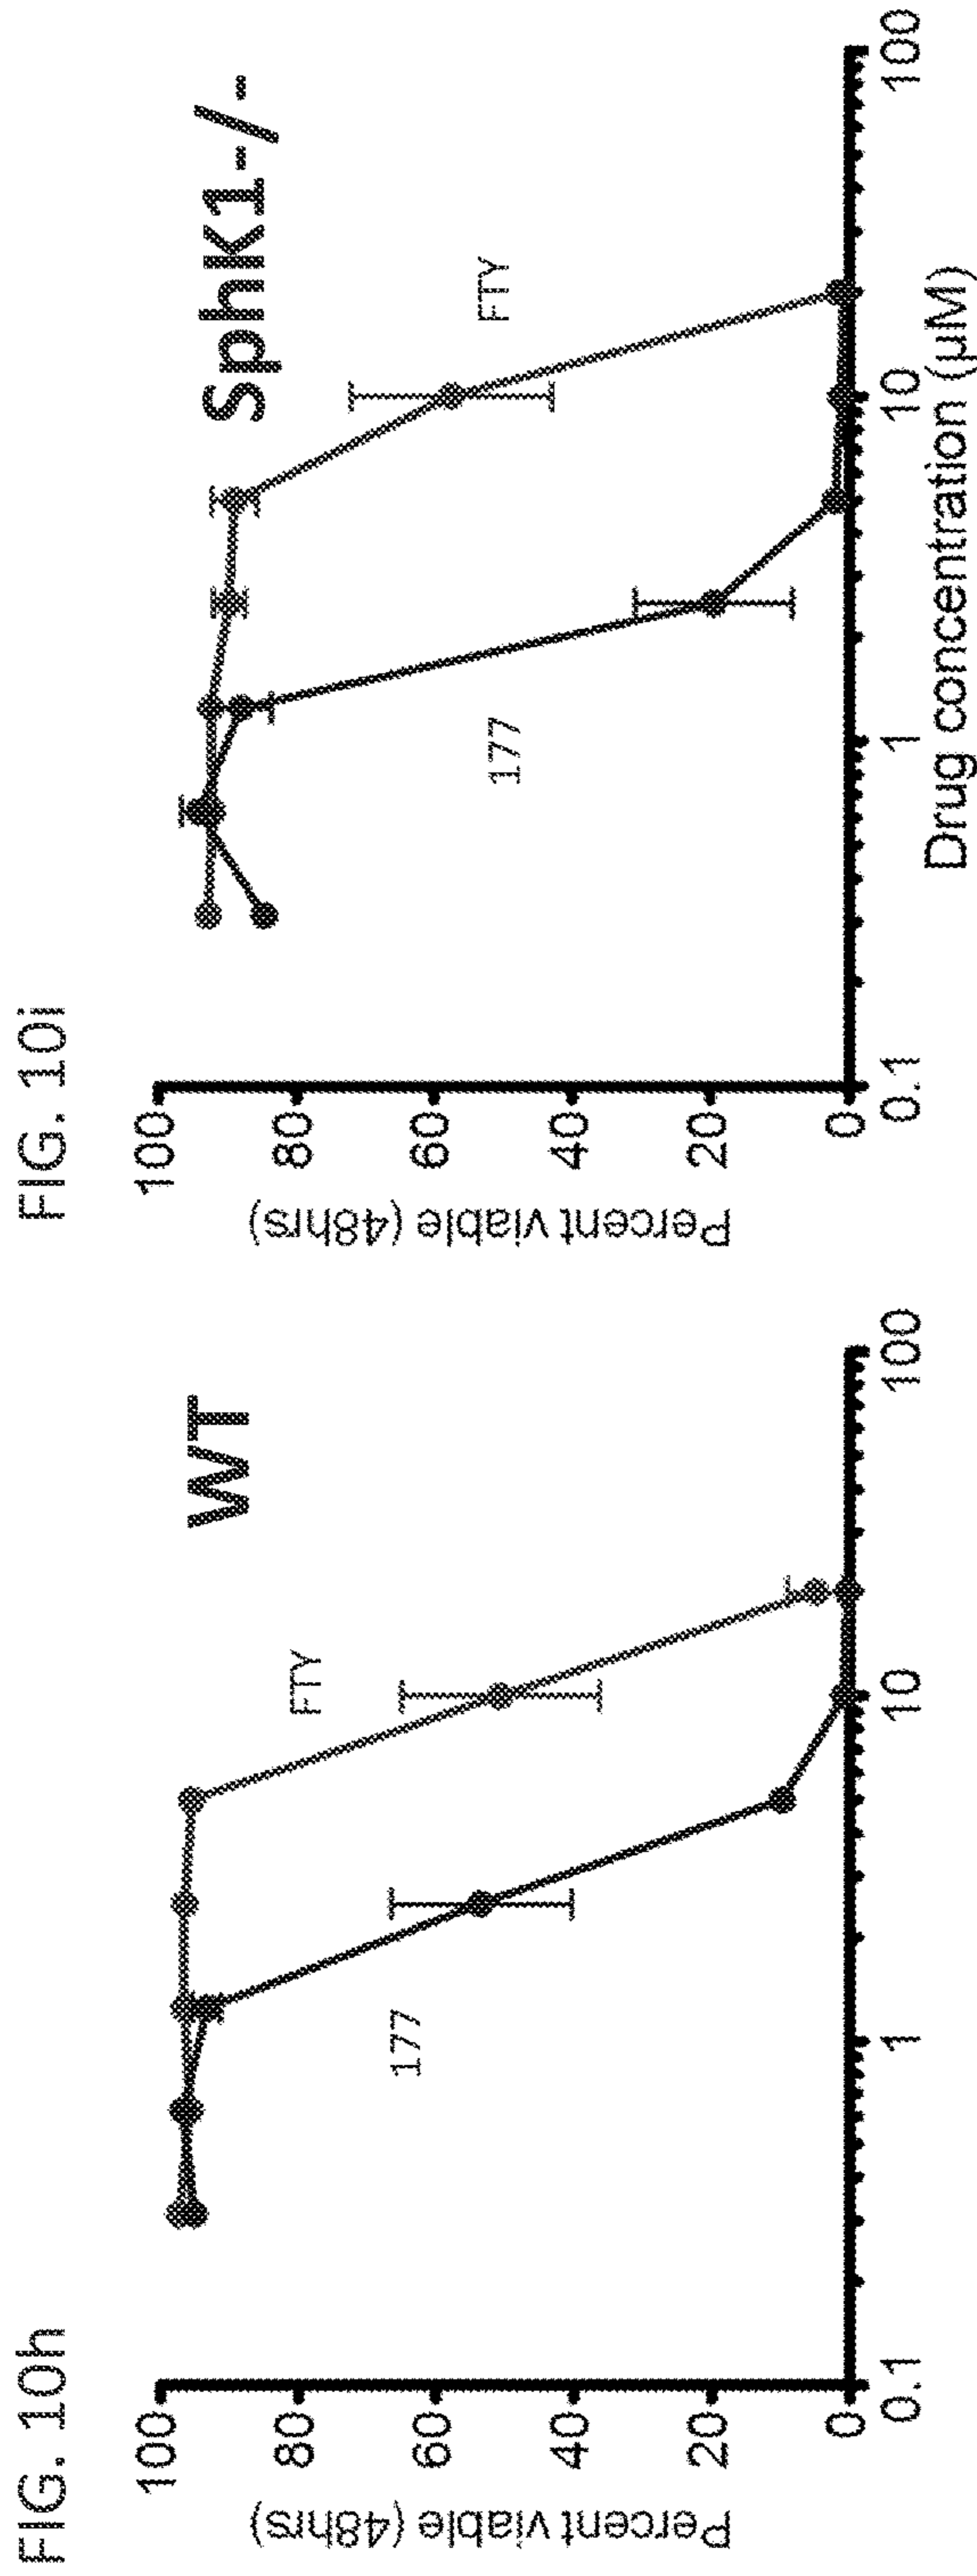 FIG. 10h
Percent viable (48hrs)
100
80
60
40
20
0
0.1
1
10
100
WT
FTY
177
FIG. 10i
Percent viable (48hrs)
100
80
60
40
20
0
0.1
1
10
100
Drug concentration (µM)
SphK1-/-
FTY
177